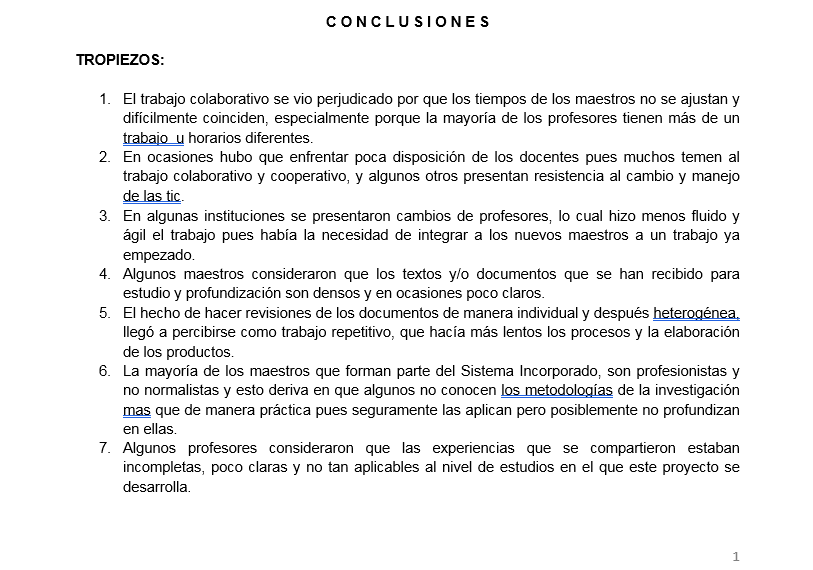 CONCLUSIONES
TROPIEZOS:
1. El trabajo colaborativo se vio perjudicado por que los tiempos de los maestros no se ajustan y
difícilmente coinciden, especialmente porque la mayoría de los profesores tienen más de un
trabajo u horarios diferentes.
2. En ocasiones hubo que enfrentar poca disposición de los docentes pues muchos temen al
trabajo colaborativo y cooperativo, y algunos otros presentan resistencia al cambio y manejo
de las tic.
3. En algunas instituciones se presentaron cambios de profesores, lo cual hizo menos fluido y
ágil el trabajo pues había la necesidad de integrar a los nuevos maestros a un trabajo ya
empezado.
4. Algunos maestros consideraron que los textos y/o documentos que se han recibido para
estudio y profundización son densos y en ocasiones poco claros.
5. El hecho de hacer revisiones de los documentos de manera individual y después heterogénea,
llegó a percibirse como trabajo repetitivo, que hacía más lentos los procesos y la elaboración
de los productos.
6. La mayoría de los maestros que forman parte del Sistema Incorporado, son profesionistas y
no normalistas y esto deriva en que algunos no conocen los metodologías de la investigación
mas que de manera práctica pues seguramente las aplican pero posiblemente no profundizan
en ellas.
7. Algunos profesores consideraron que las experiencias que se compartieron estaban
incompletas, poco claras y no tan aplicables al nivel de estudios en el que este proyecto se
desarrolla.
1